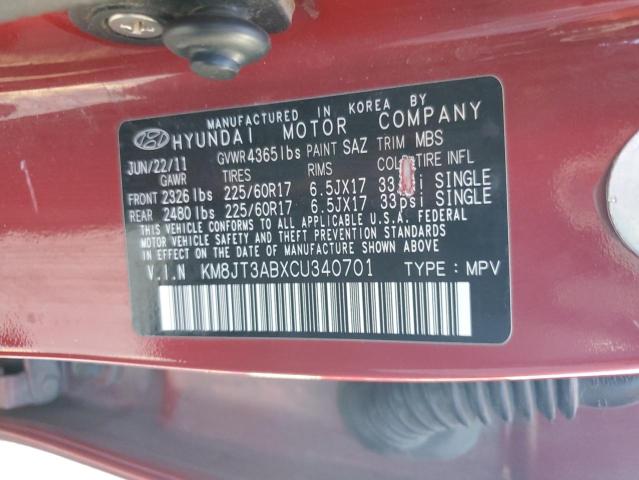 MANUFACTURED IN KOREA BY
HYUNDAI MOTOR COMPANY
JUN/22/11 GVWR 4365lbs PAINT SAZ TRIM MBS
GAWR TIRES RIMS COLD TIRE INFL
FRONT 2326 lbs 225/60R17 6.5JX17 33 SINGLE
REAR 2480 lbs 225/60R17 6.5JX17 33psi SINGLE
THIS VEHICLE CONFORMS TO ALL APPLICABLE U.S.A. FEDERAL
MOTOR VEHICLE SAFETY AND THEFT PREVENTION STANDARDS
IN EFFECT ON THE DATE OF MANUFACTURE SHOWN ABOVE.
V.I.N KM8JT3ABXCU340701 TYPE : MPV